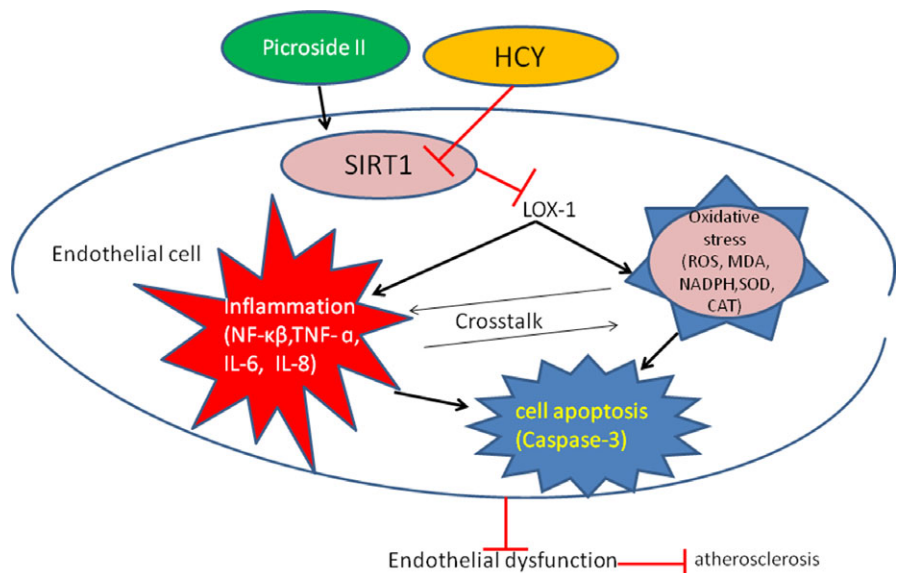 Picroside II
HCY
SIRT1
LOX-1
Endothelial cell
Oxidative
stress
(ROS, MDA,
NADPH,SOD,
CAT)
Inflammation
(NF-κβ,TNF- α,
IL-6, IL-8)
Crosstalk
cell apoptosis
(Caspase-3)
Endothelial dysfunction
atherosclerosis